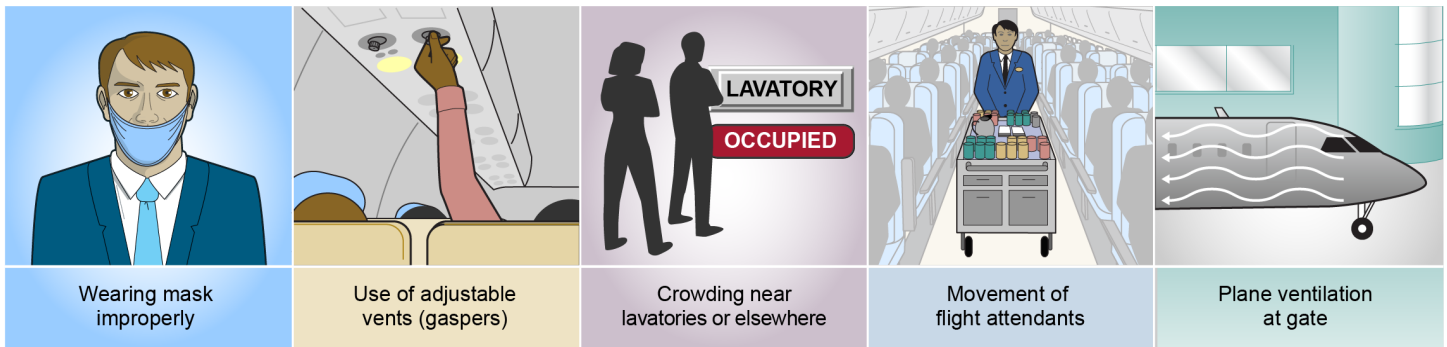 LAVATORY
OCCUPIED
Wearing mask
improperly
Use of adjustable
vents (gaspers)
Crowding near
lavatories or elsewhere
Movement of
flight attendants
Plane ventilation
at gate